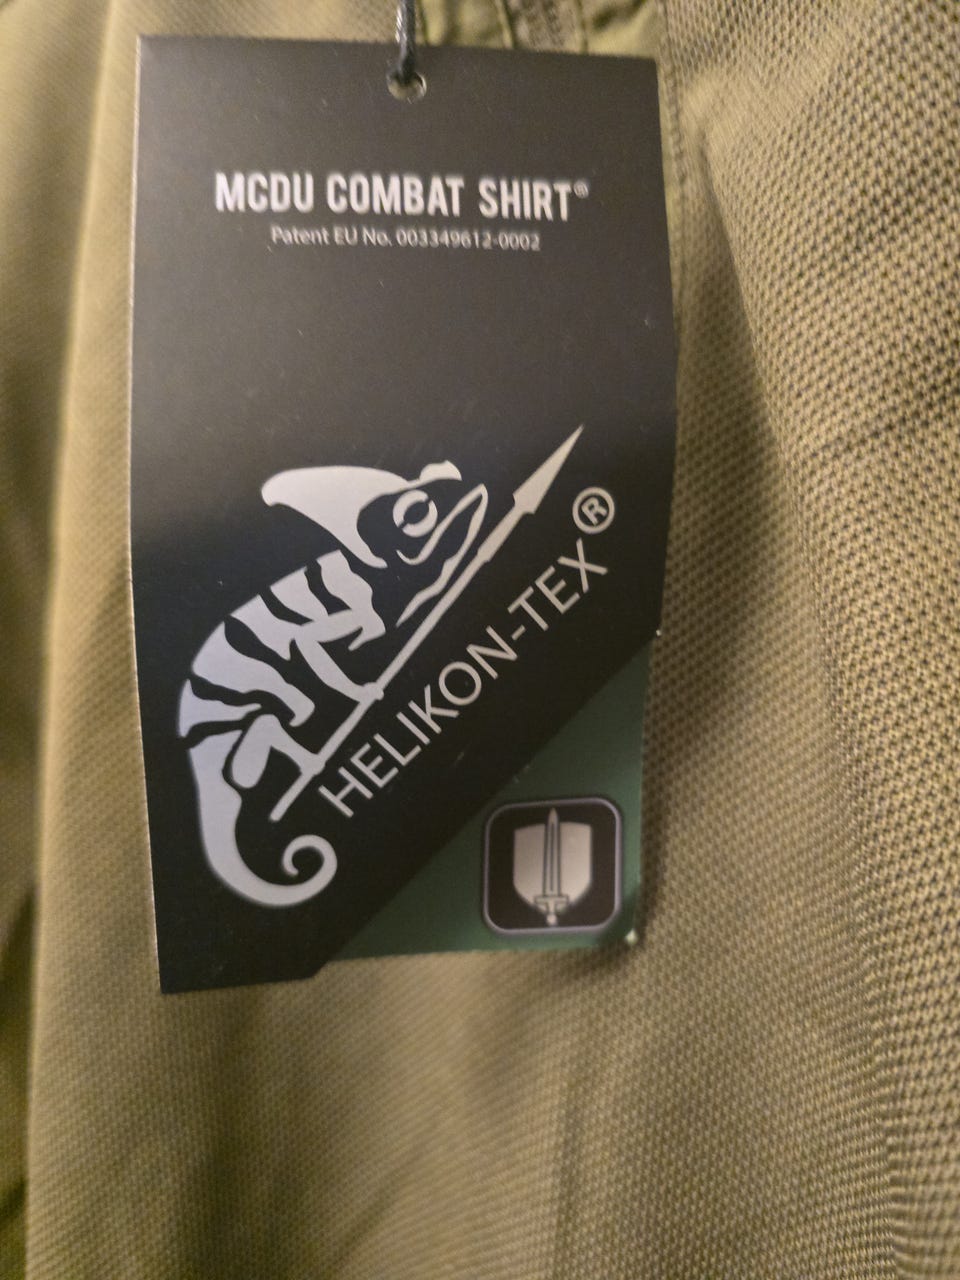 MCDU COMBAT SHIRT®
Patent EU No. 003349612-0002
HELIKON-TEX®